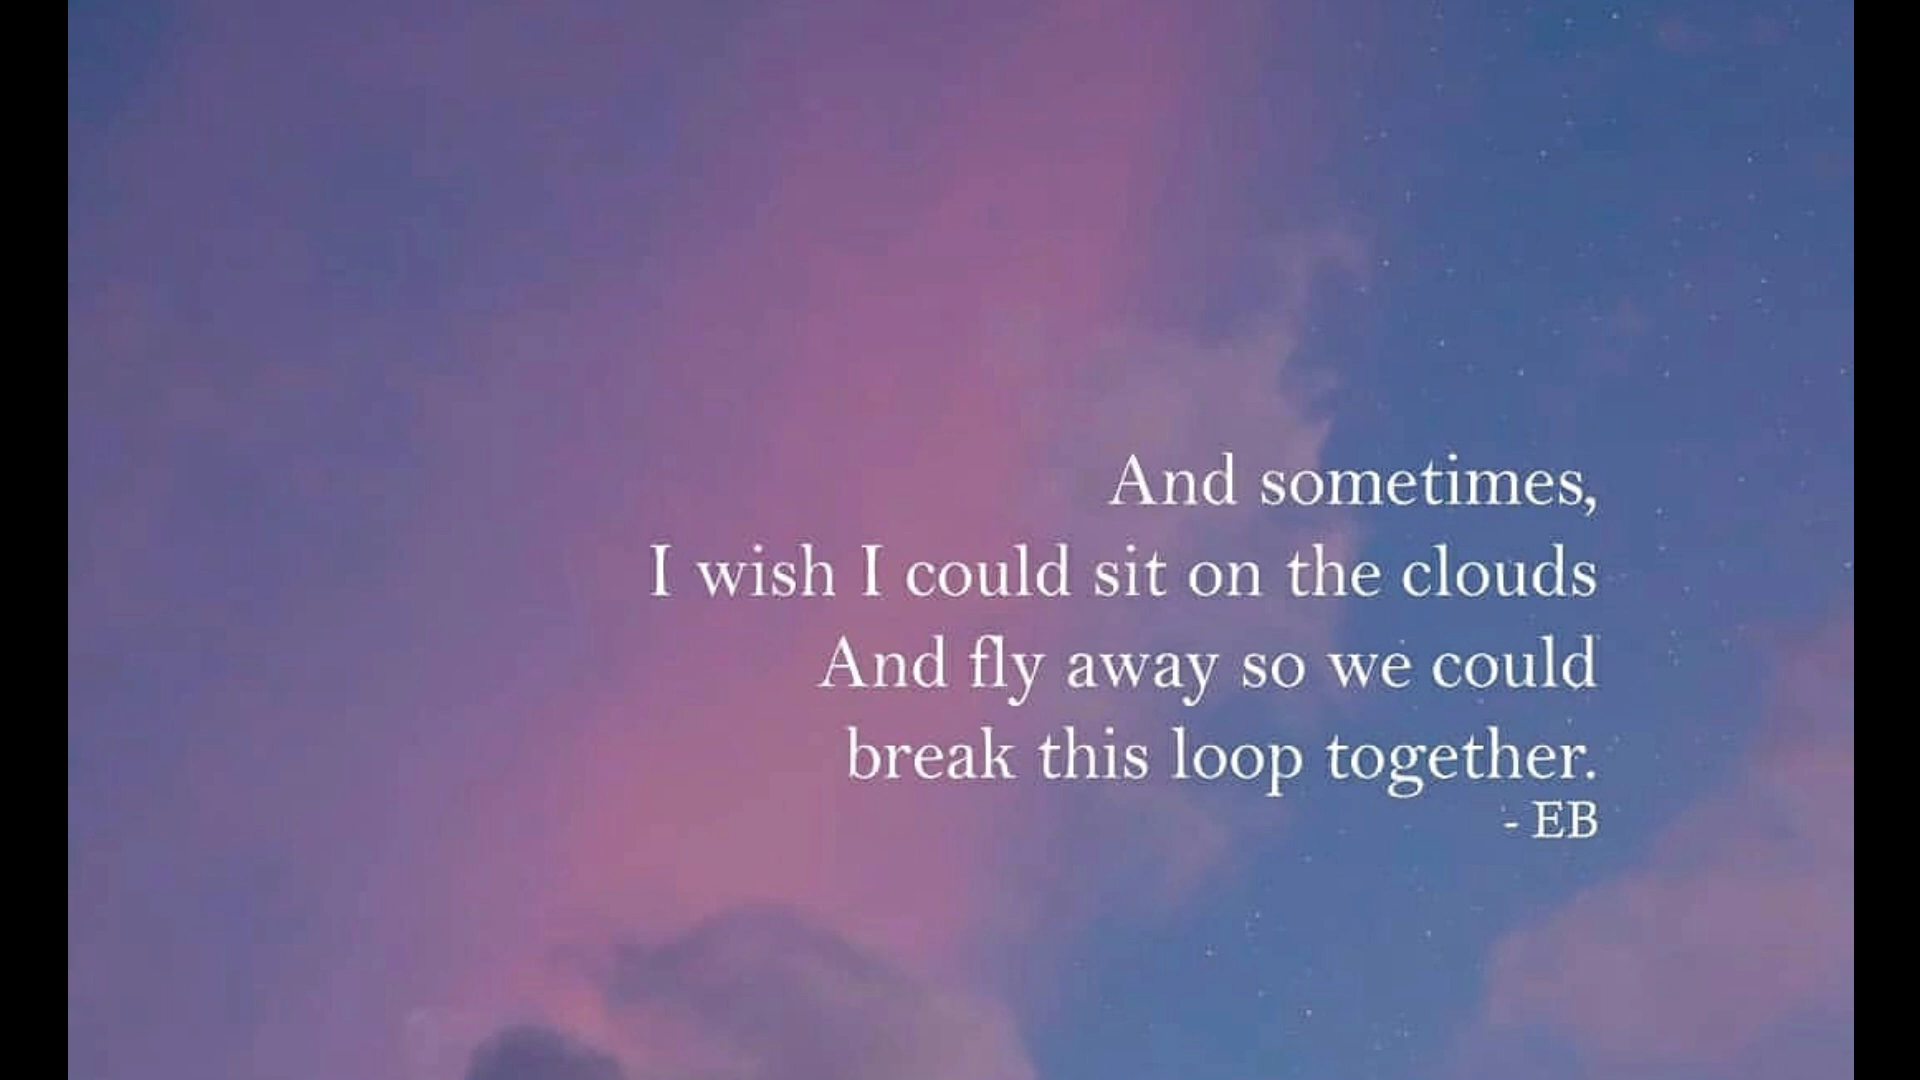 And sometimes,
I wish I could sit on the clouds
And fly away so we could
break this loop together.
- EB